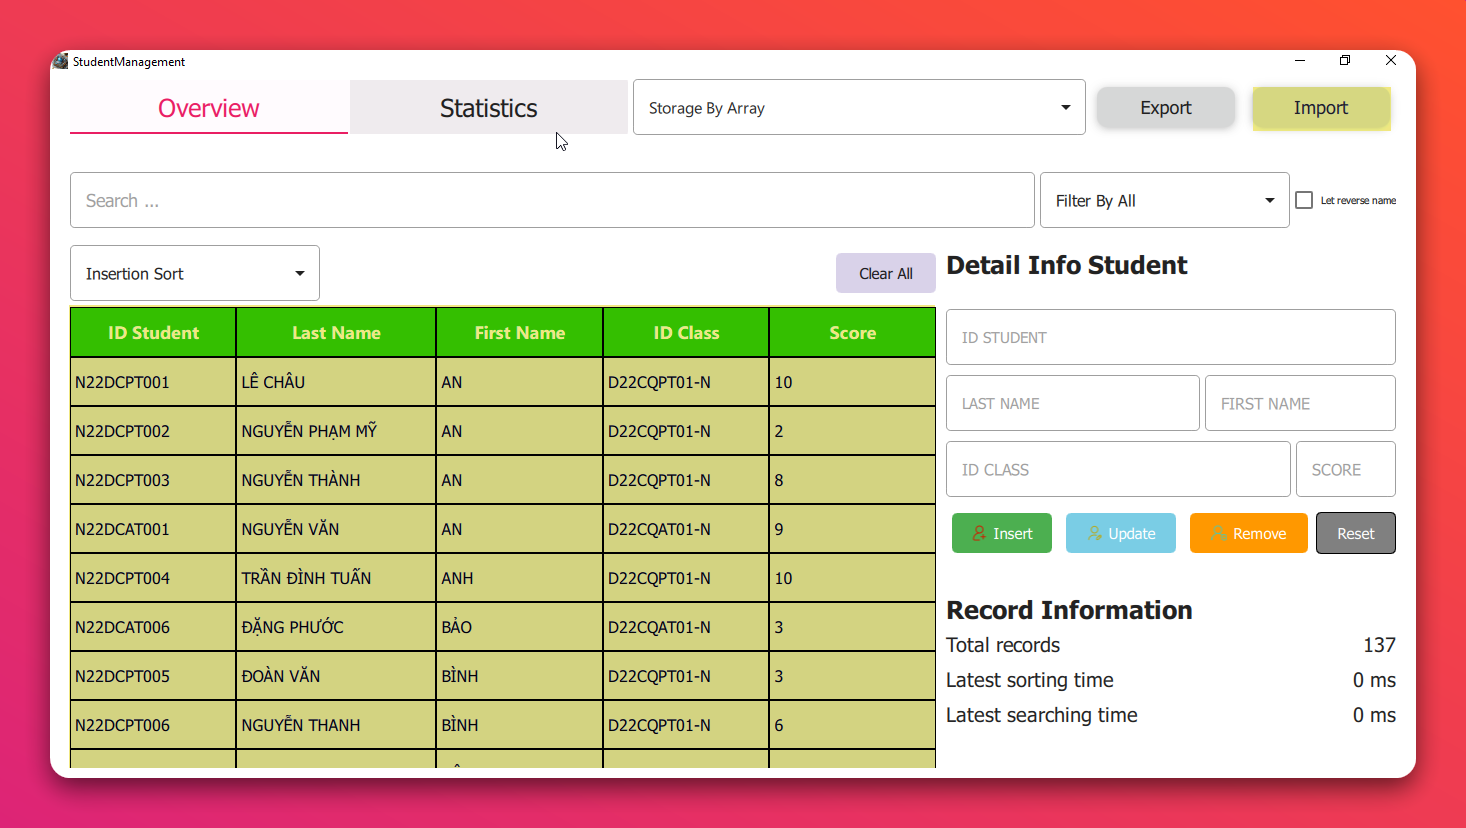 StudentManagement
Overview
Statistics
Storage By Array
Export
Import
Search ...
Filter By All
Let reverse name
Insertion Sort
Clear All
Detail Info Student
ID Student Last Name First Name ID Class Score
N22DCPT001 LÊ CHÂU AN D22CQPT01-N 10
N22DCPT002 NGUYỄN PHẠM MỸ AN D22CQPT01-N 2
N22DCPT003 NGUYỄN THÀNH AN D22CQPT01-N 8
N22DCAT001 NGUYỄN VĂN AN D22CQAT01-N 9
N22DCPT004 TRẦN ĐÌNH TUẤN ANH D22CQPT01-N 10
N22DCAT006 ĐẶNG PHƯỚC BẢO D22CQAT01-N 3
N22DCPT005 ĐOÀN VĂN BÌNH D22CQPT01-N 3
N22DCPT006 NGUYỄN THANH BÌNH D22CQPT01-N 6
ID STUDENT
LAST NAME
FIRST NAME
ID CLASS
SCORE
Insert
Update
Remove
Reset
Record Information
Total records 137
Latest sorting time 0 ms
Latest searching time 0 ms